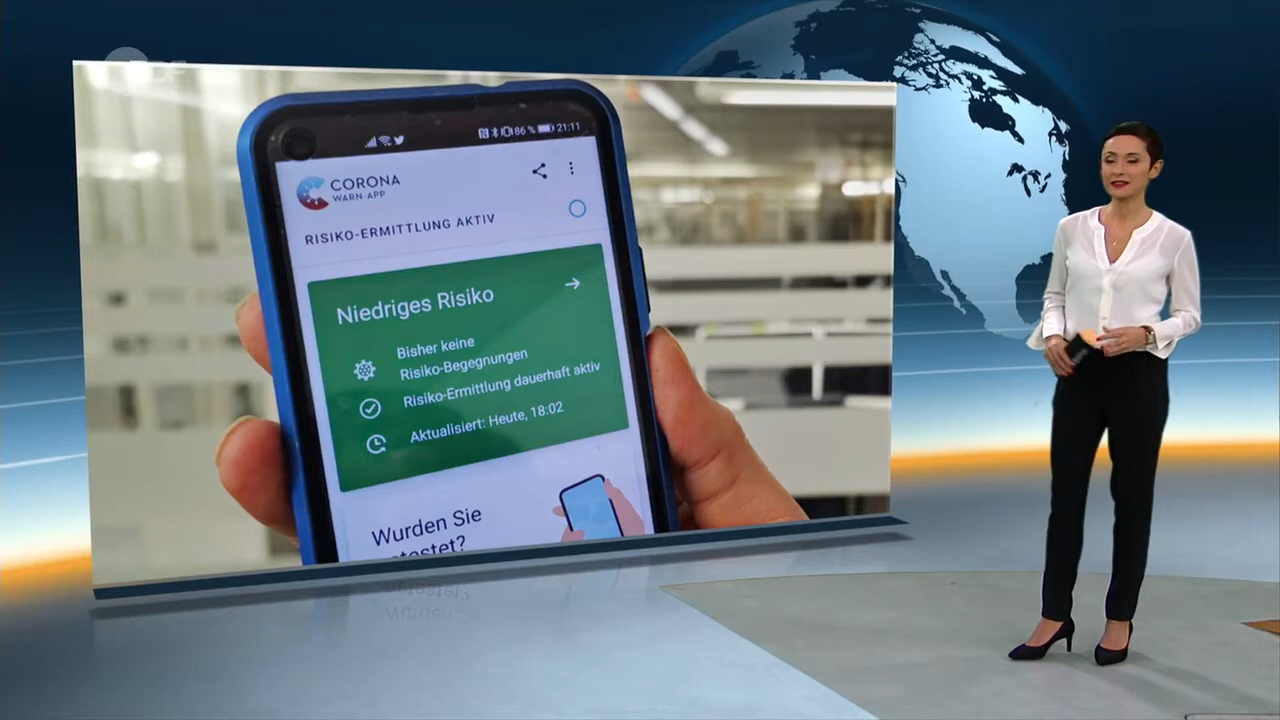 86 % 21:11
CORONA
WARN-APP
RISIKO-ERMITTLUNG AKTIV
Niedriges Risiko
Bisher keine
Risiko-Begegnungen
Risiko-Ermittlung dauerhaft aktiv
Aktualisiert: Heute, 18:02
Wurden Sie